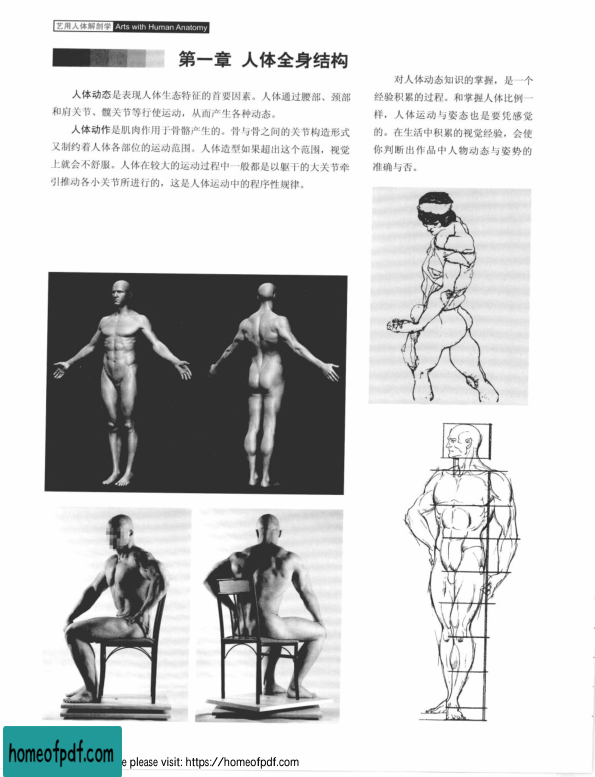 艺用人体解剖学 Arts with Human Anatomy
第一章 人体全身结构
人体动态是表现人体生态特征的首要因素。人体通过腰部、颈部
和肩关节、髋关节等行使运动，从而产生各种动态。
人体动作是肌肉作用于骨骼产生的。骨与骨之间的关节构造形式
又制约着人体各部位的运动范围。人体造型如果超出这个范围，视觉
上就会不舒服。人体在较大的运动过程中一般都是以躯干的大关节牵
引推动各小关节所进行的，这是人体运动中的程序性规律。
对人体动态知识的掌握，是一个
经验积累的过程。和掌握人体比例一
样，人体运动与姿态也是要凭感觉
的。在生活中积累的视觉经验，会使
你判断出作品中人物动态与姿势的
准确与否。
homeofpdf.com
e please visit: https://homeofpdf.com